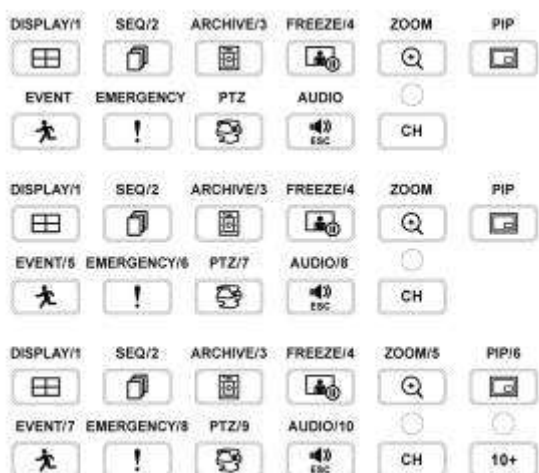 DISPLAY/1 SEQ/2 ARCHIVE/3 FREEZE/4 ZOOM PIP
EVENT EMERGENCY PTZ AUDIO
! ESC CH
DISPLAY/1 SEQ/2 ARCHIVE/3 FREEZE/4 ZOOM PIP
EVENT/5 EMERGENCY/6 PTZ/7 AUDIO/8
! ESC CH
DISPLAY/1 SEQ/2 ARCHIVE/3 FREEZE/4 ZOOM/5 PIP/6
EVENT/7 EMERGENCY/8 PTZ/9 AUDIO/10
! ESC CH 10+